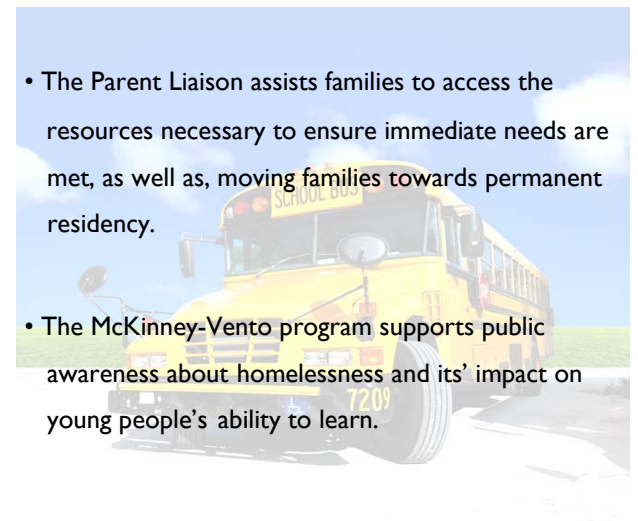 • The Parent Liaison assists families to access the
resources necessary to ensure immediate needs are
met, as well as, moving families towards permanent
residency.
SCHOOL BUS
• The McKinney-Vento program supports public
awareness about homelessness and its’ impact on
young people’s ability to learn.
7209